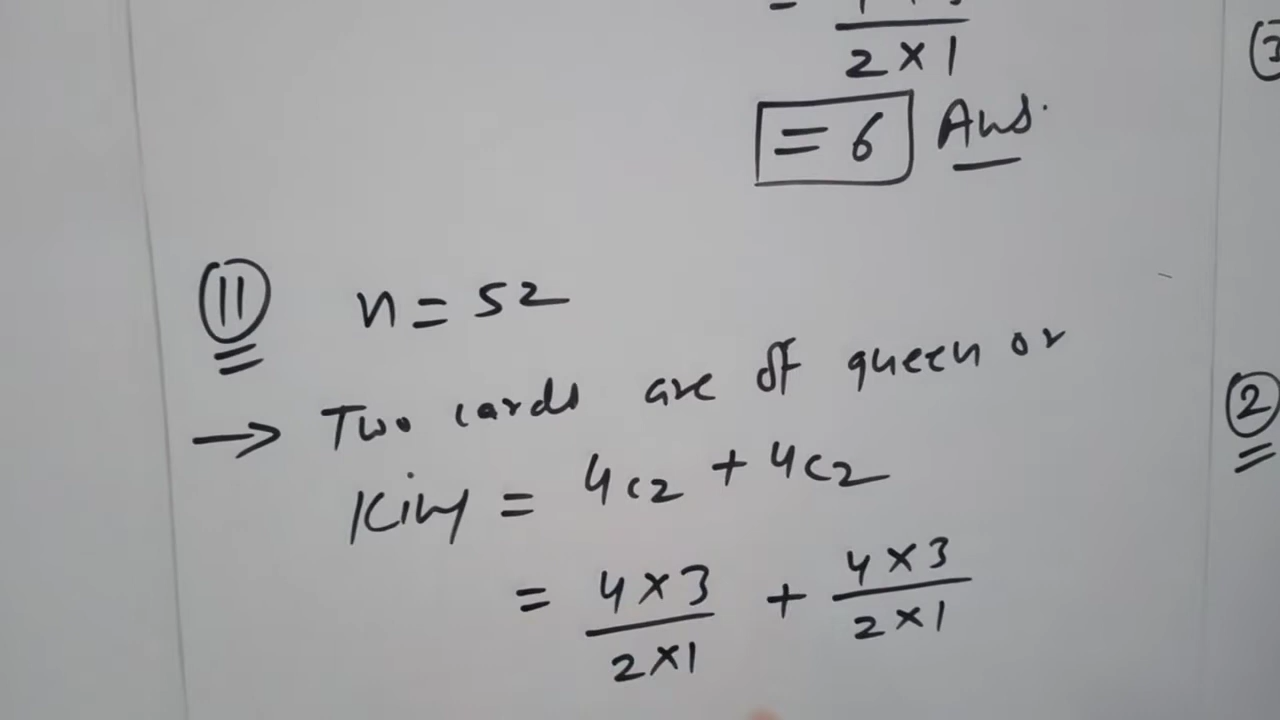 2 × 1
= 6 Ans.
11 n = 52
→ Two cards are of queen or
King = 4c2 + 4c2
= 4 × 3 / 2 × 1 + 4 × 3 / 2 × 1
2